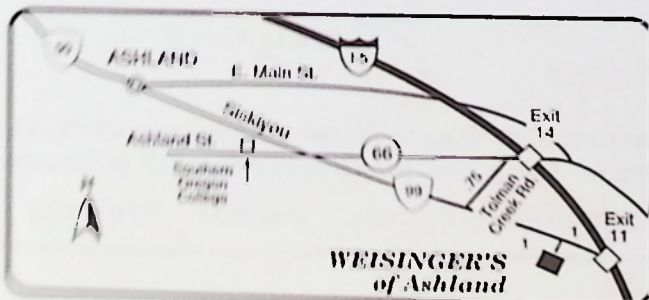 99
ASHLAND
I-5
E. Main St.
Siskiyou
Ashland St.
66
Exit
14
Southern
Oregon
College
.75
Tolman
Creek Rd.
99
N
1
1
Exit
11
WEISINGER'S
of Ashland